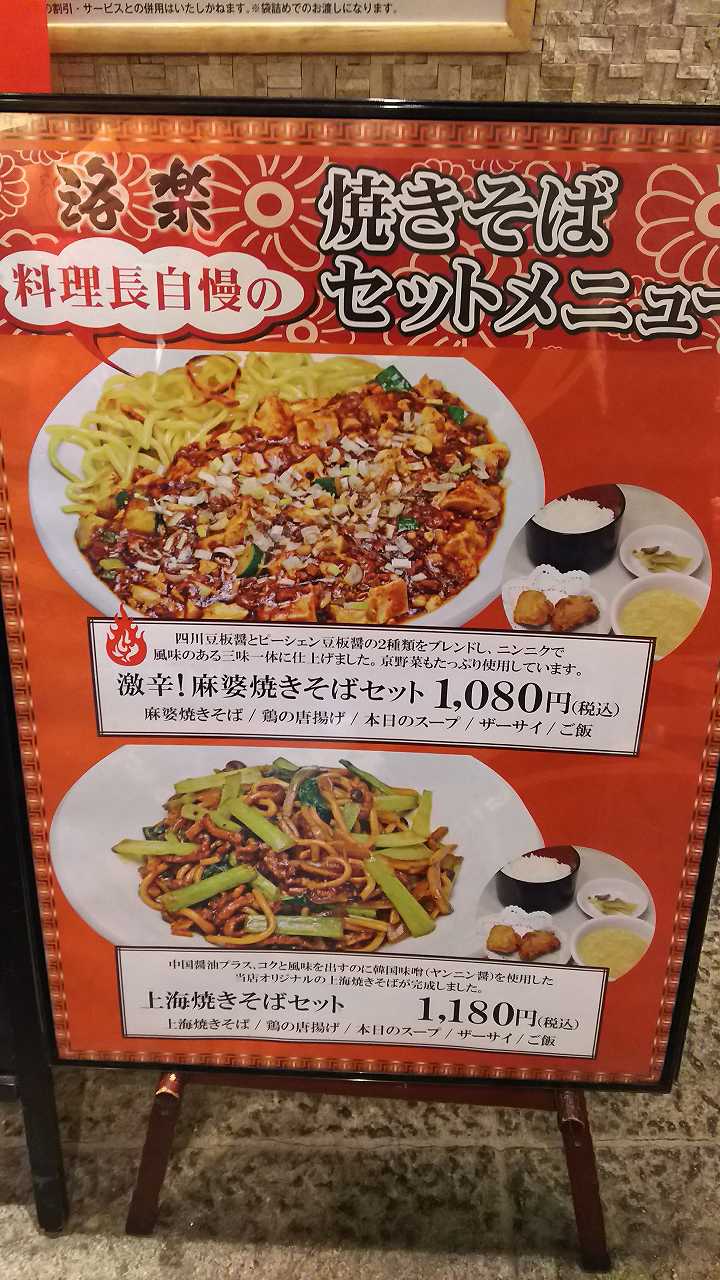 の割引・サービスとの併用はいたしかねます。※袋詰めでのお渡しになります。
洛楽
焼きそば
セットメニュー
料理長自慢の
四川豆板醤とピーシェン豆板醤の2種類をブレンドし、ニンニクで
風味のある三味一体に仕上げました。京野菜もたっぷり使用しています。
激辛!麻婆焼きそばセット 1,080円(税込)
麻婆焼きそば/鶏の唐揚げ/本日のスープ/ザーサイ/ご飯
中国醤油プラス、コクと風味を出すのに韓国味噌(ヤンニン醤)を使用した
当店オリジナルの上海焼きそばが完成しました。
上海焼きそばセット 1,180円(税込)
上海焼きそば/鶏の唐揚げ/本日のスープ/ザーサイ/ご飯